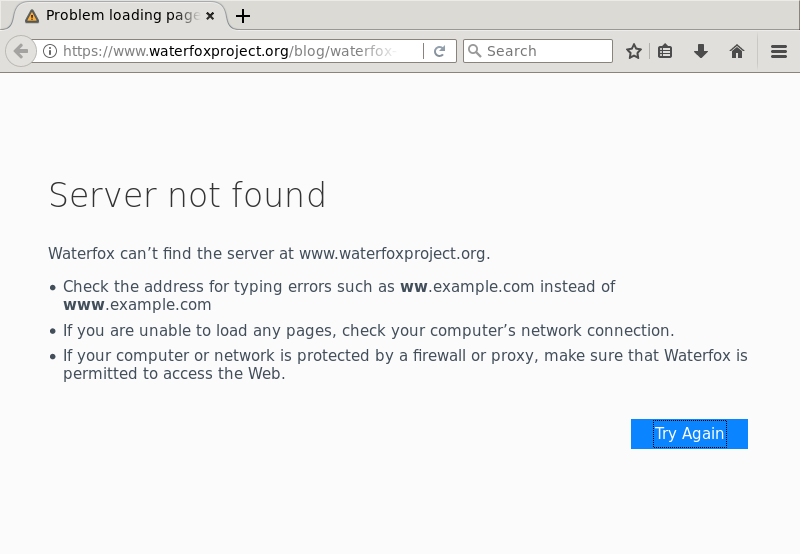 Problem loading page
https://www.waterfoxproject.org/blog/waterfox-
Search
Server not found
Waterfox can’t find the server at www.waterfoxproject.org.
• Check the address for typing errors such as ww.example.com instead of
www.example.com
• If you are unable to load any pages, check your computer’s network connection.
• If your computer or network is protected by a firewall or proxy, make sure that Waterfox is
permitted to access the Web.
Try Again